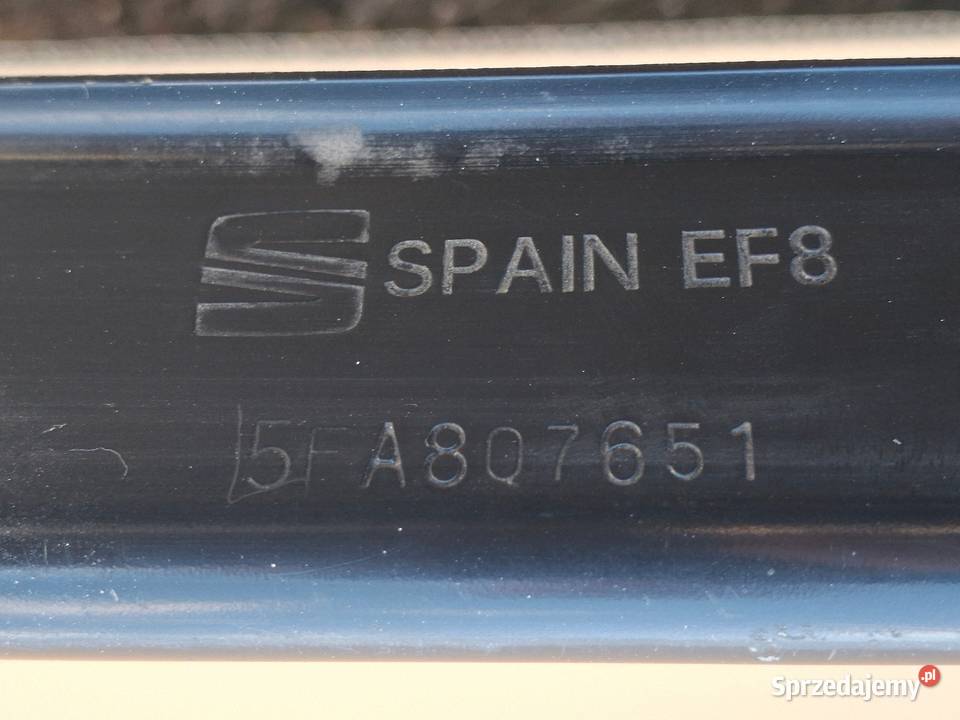 S SPAIN EF8
5FA807651
Sprzedajemy.pl